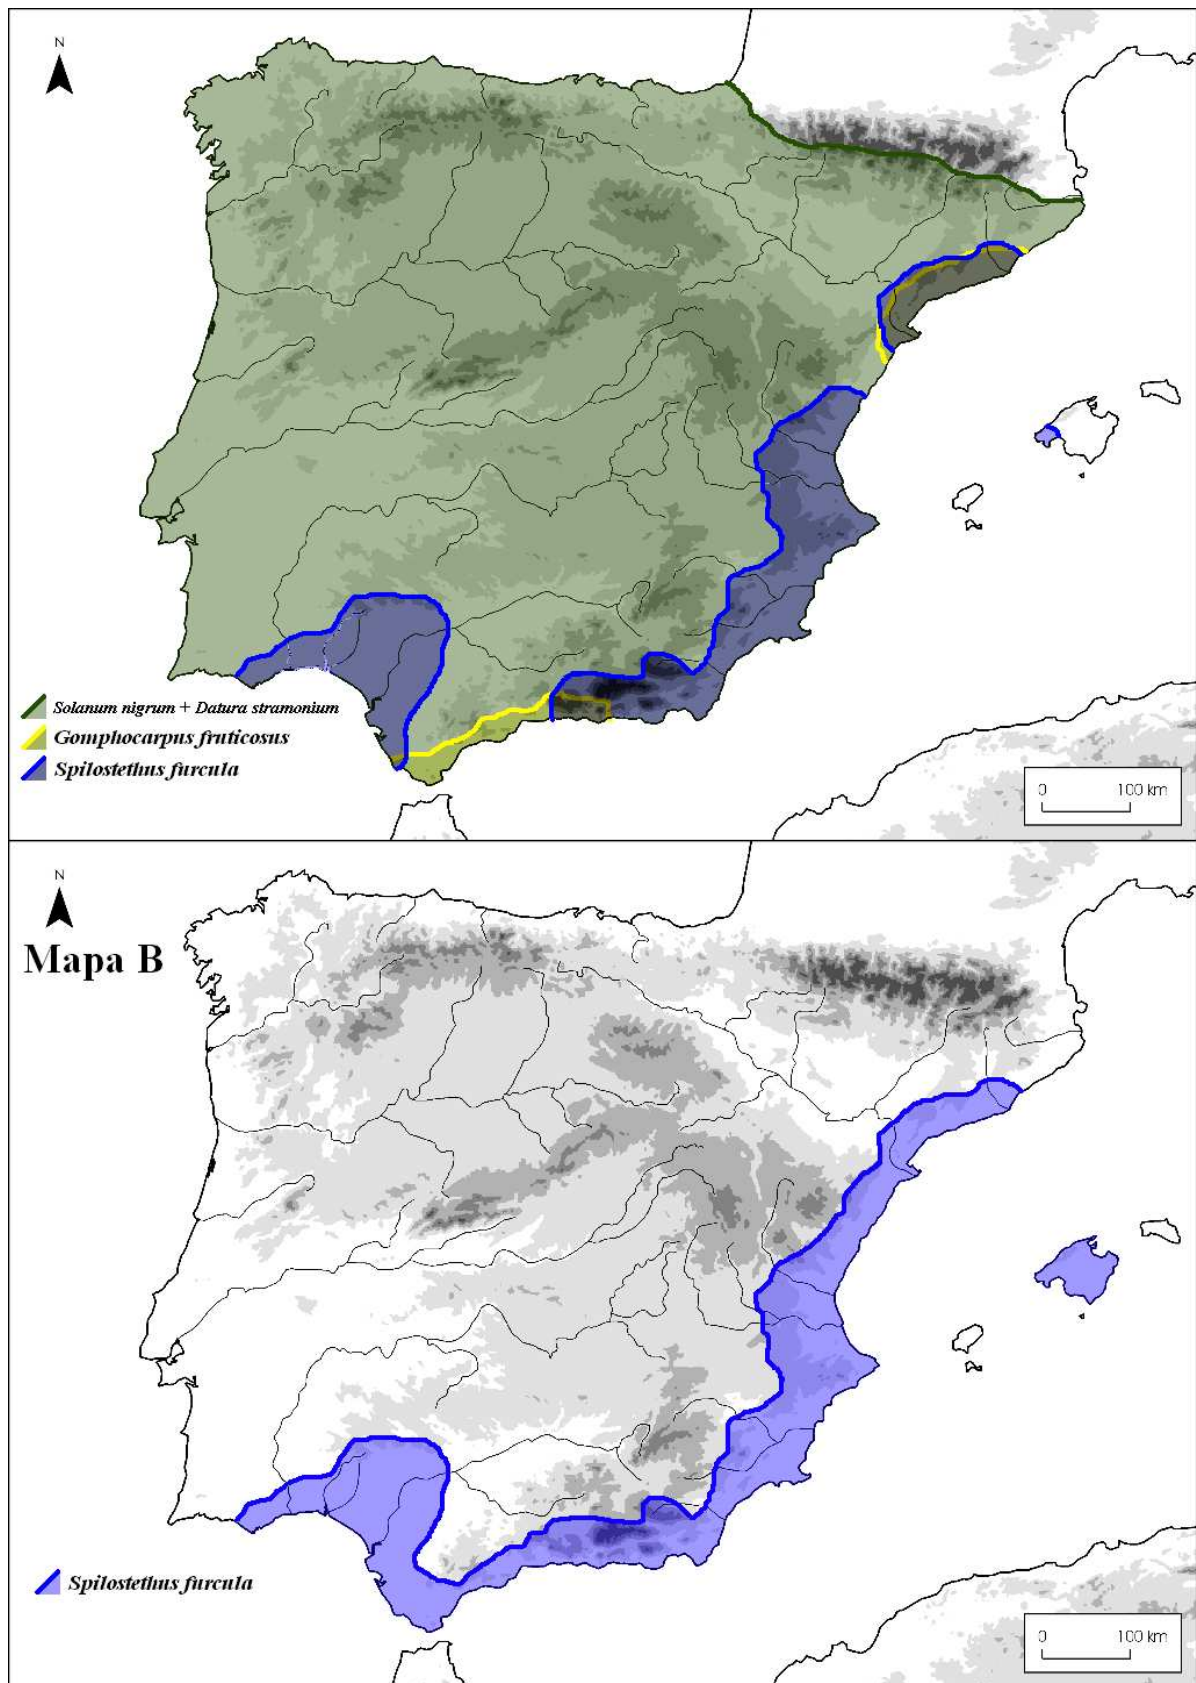 N
Solanum nigrum + Datura stramonium
Gomphocarpus fruticosus
Spilostethus furcula
0 100 km
N
Mapa B
Spilostethus furcula
0 100 km